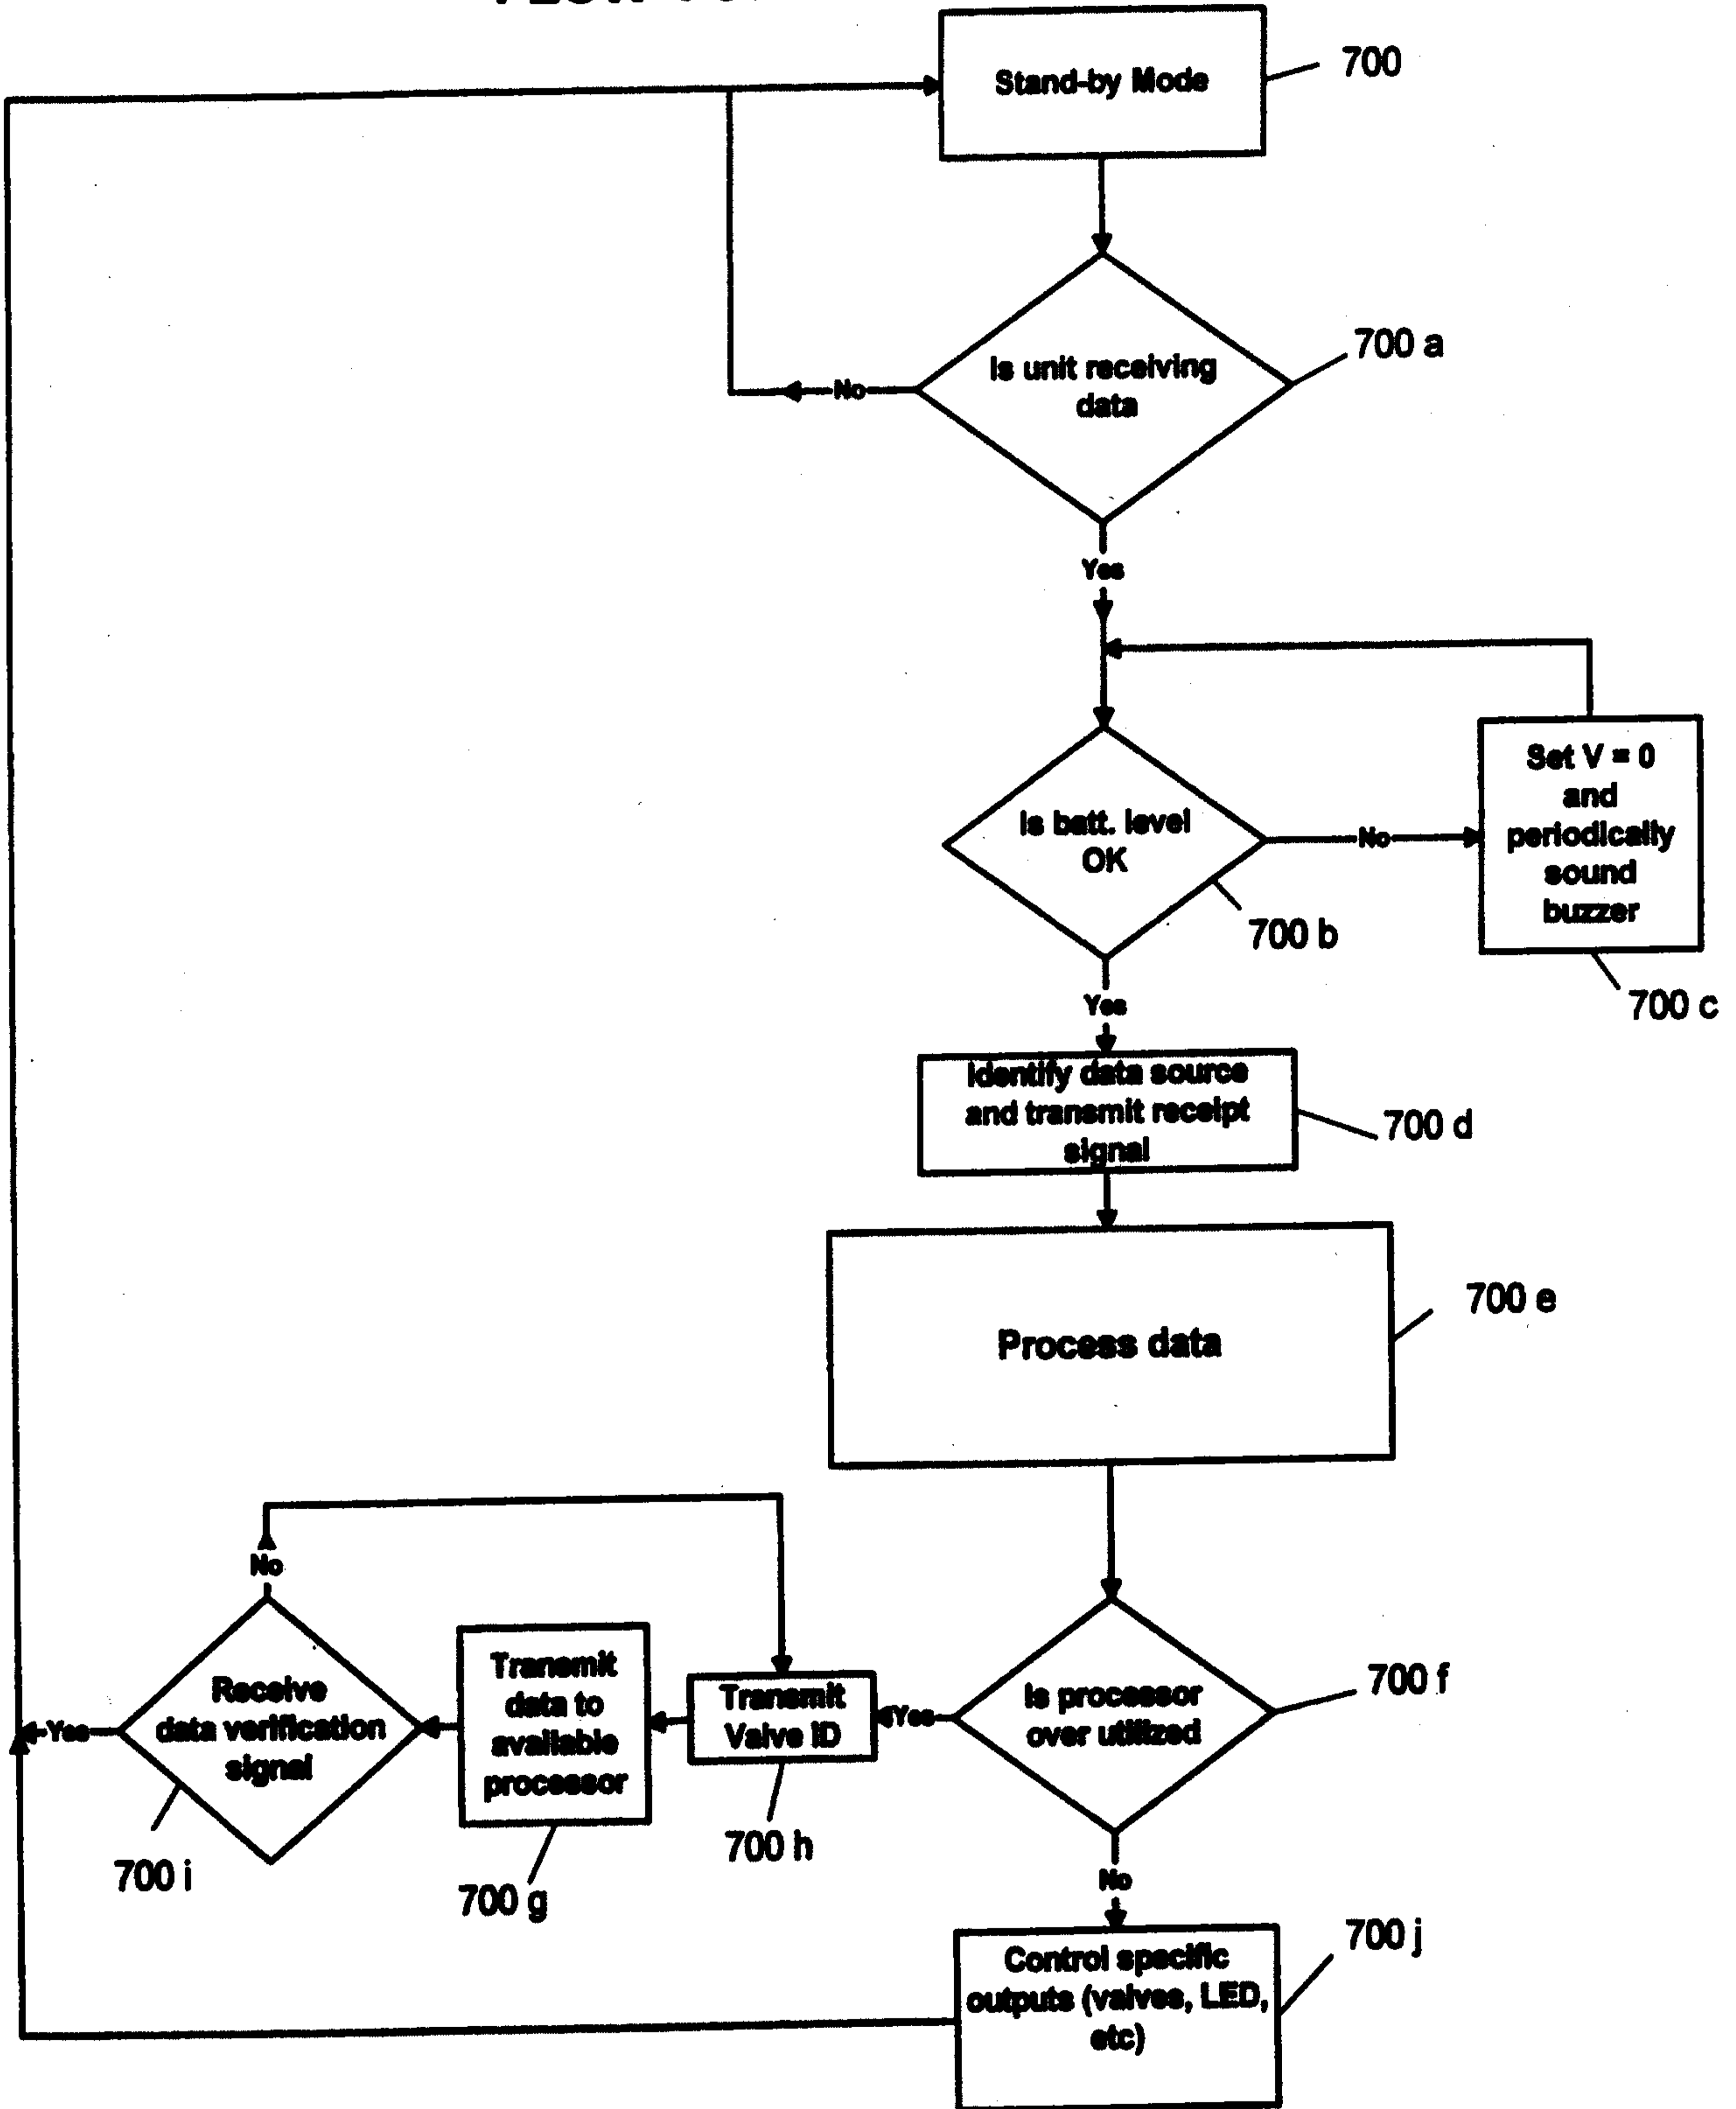 Stand-by Mode
700
Is unit receiving
data
700 a
No
Yes
Is batt. level
OK
700 b
No
Set V = 0
and
periodically
sound
buzzer
700 c
Yes
Identify data source
and transmit receipt
signal
700 d
Process data
700 e
Is processor
over utilized
700 f
Yes
Transmit
Valve ID
700 h
Transmit
data to
available
processor
700 g
No
Receive
data verification
signal
700 i
Yes
No
Control specific
outputs (valves, LED,
etc)
700 j